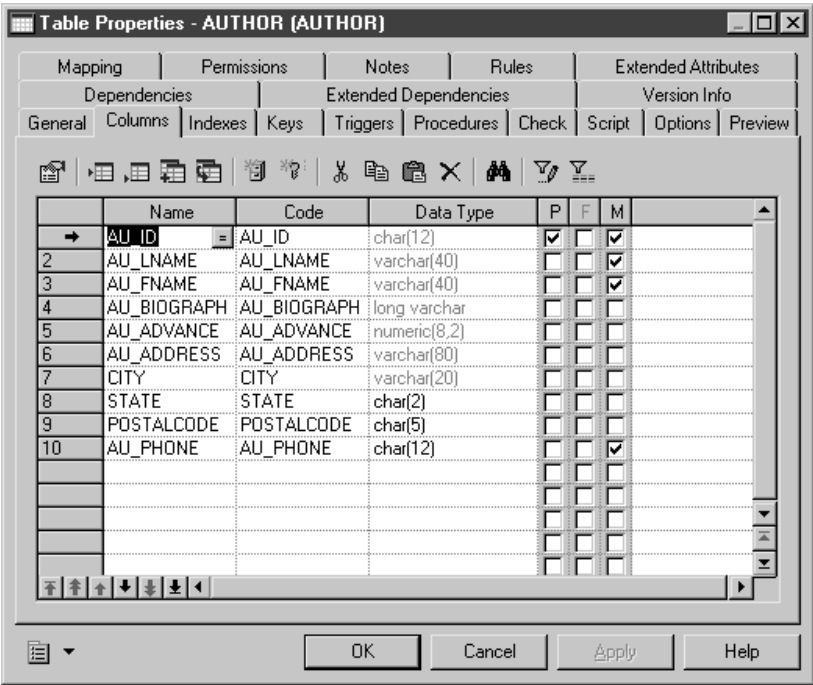 Table Properties - AUTHOR (AUTHOR)
Mapping Permissions Notes Rules Extended Attributes
Dependencies Extended Dependencies Version Info
General Columns Indexes Keys Triggers Procedures Check Script Options Preview
Name Code Data Type P F M
AU_ID = AU_ID char(12)
2 AU_LNAME AU_LNAME varchar(40)
3 AU_FNAME AU_FNAME varchar(40)
4 AU_BIOGRAPH AU_BIOGRAPH long varchar
5 AU_ADVANCE AU_ADVANCE numeric(8,2)
6 AU_ADDRESS AU_ADDRESS varchar(80)
7 CITY CITY varchar(20)
8 STATE STATE char(2)
9 POSTALCODE POSTALCODE char(5)
10 AU_PHONE AU_PHONE char(12)
OK Cancel Apply Help